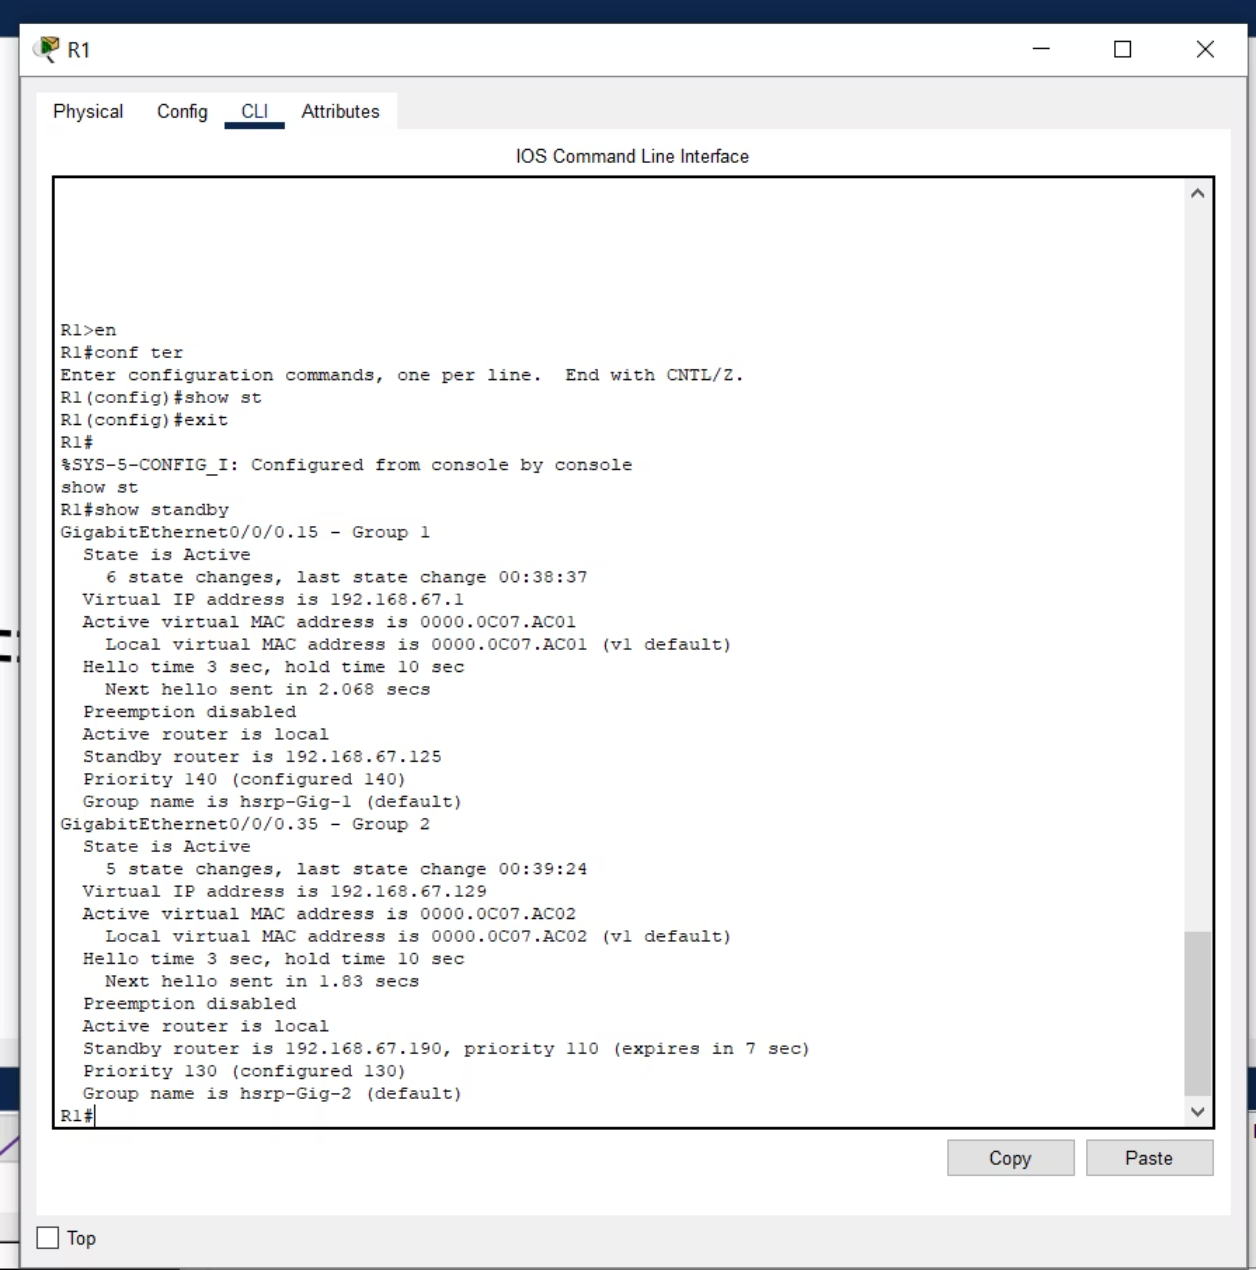 R1
Physical Config CLI Attributes
IOS Command Line Interface
R1>en
R1#conf ter
Enter configuration commands, one per line.  End with CNTL/Z.
R1(config)#show st
R1(config)#exit
R1#
%SYS-5-CONFIG_I: Configured from console by console
show st
R1#show standby
GigabitEthernet0/0/0.15 - Group 1
  State is Active
    6 state changes, last state change 00:38:37
  Virtual IP address is 192.168.67.1
  Active virtual MAC address is 0000.0C07.AC01
    Local virtual MAC address is 0000.0C07.AC01 (v1 default)
  Hello time 3 sec, hold time 10 sec
    Next hello sent in 2.068 secs
  Preemption disabled
  Active router is local
  Standby router is 192.168.67.125
  Priority 140 (configured 140)
  Group name is hsrp-Gig-1 (default)
GigabitEthernet0/0/0.35 - Group 2
  State is Active
    5 state changes, last state change 00:39:24
  Virtual IP address is 192.168.67.129
  Active virtual MAC address is 0000.0C07.AC02
    Local virtual MAC address is 0000.0C07.AC02 (v1 default)
  Hello time 3 sec, hold time 10 sec
    Next hello sent in 1.83 secs
  Preemption disabled
  Active router is local
  Standby router is 192.168.67.190, priority 110 (expires in 7 sec)
  Priority 130 (configured 130)
  Group name is hsrp-Gig-2 (default)
R1#
Copy Paste
Top